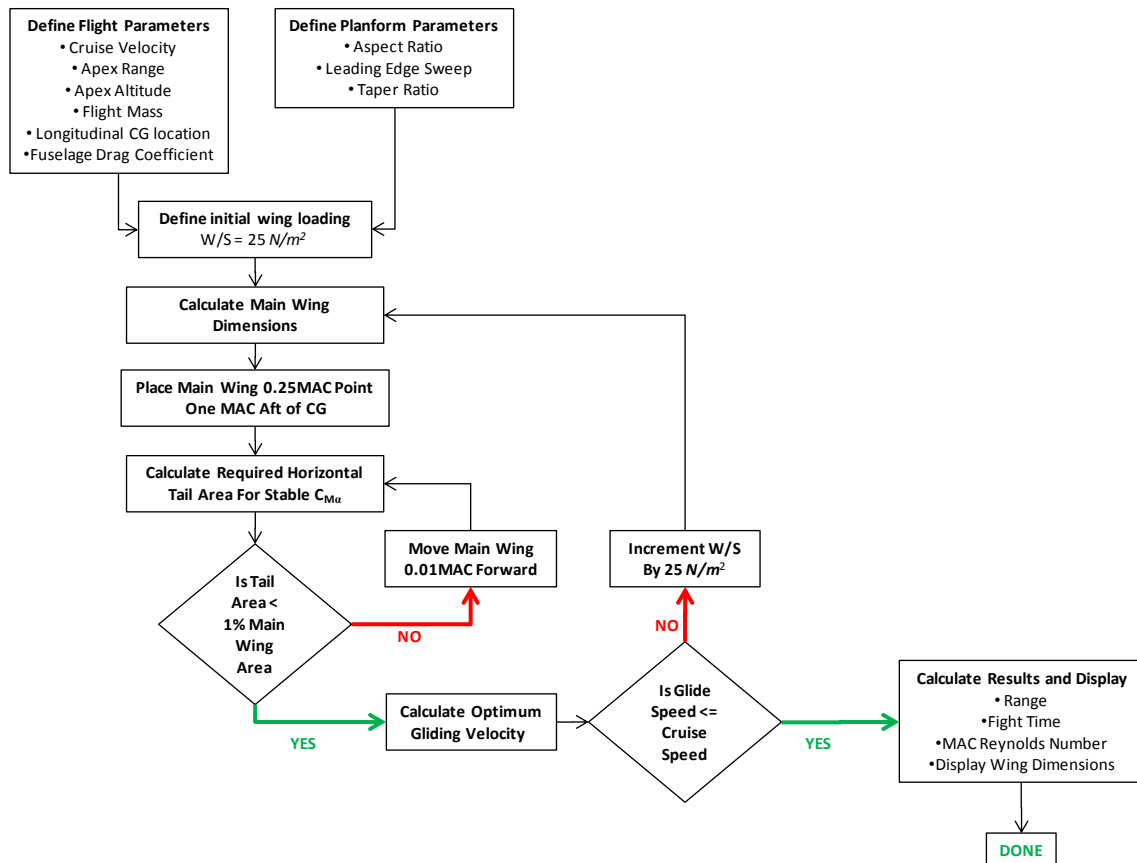 Define Flight Parameters
• Cruise Velocity
• Apex Range
• Apex Altitude
• Flight Mass
• Longitudinal CG location
•Fuselage Drag Coefficient
Define Planform Parameters
• Aspect Ratio
• Leading Edge Sweep
• Taper Ratio
Define initial wing loading
W/S = 25 N/m²
Calculate Main Wing
Dimensions
Place Main Wing 0.25MAC Point
One MAC Aft of CG
Calculate Required Horizontal
Tail Area For Stable CMα
Move Main Wing
0.01MAC Forward
Increment W/S
By 25 N/m²
Is Tail
Area <
1% Main
Wing
Area
NO
YES
Calculate Optimum
Gliding Velocity
NO
Is Glide
Speed <=
Cruise
Speed
YES
Calculate Results and Display
• Range
• Fight Time
•MAC Reynolds Number
•Display Wing Dimensions
DONE